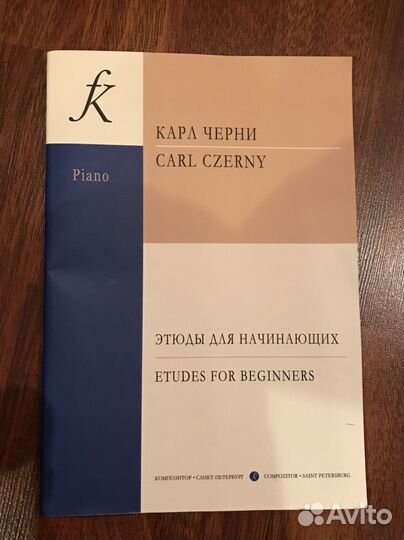 fK
Piano
КАРЛ ЧЕРНИ
CARL CZERNY
ЭТЮДЫ ДЛЯ НАЧИНАЮЩИХ
ETUDES FOR BEGINNERS
КОМПОЗИТОР • САНКТ-ПЕТЕРБУРГ COMPOZITOR • SAINT PETERSBURG
Avito